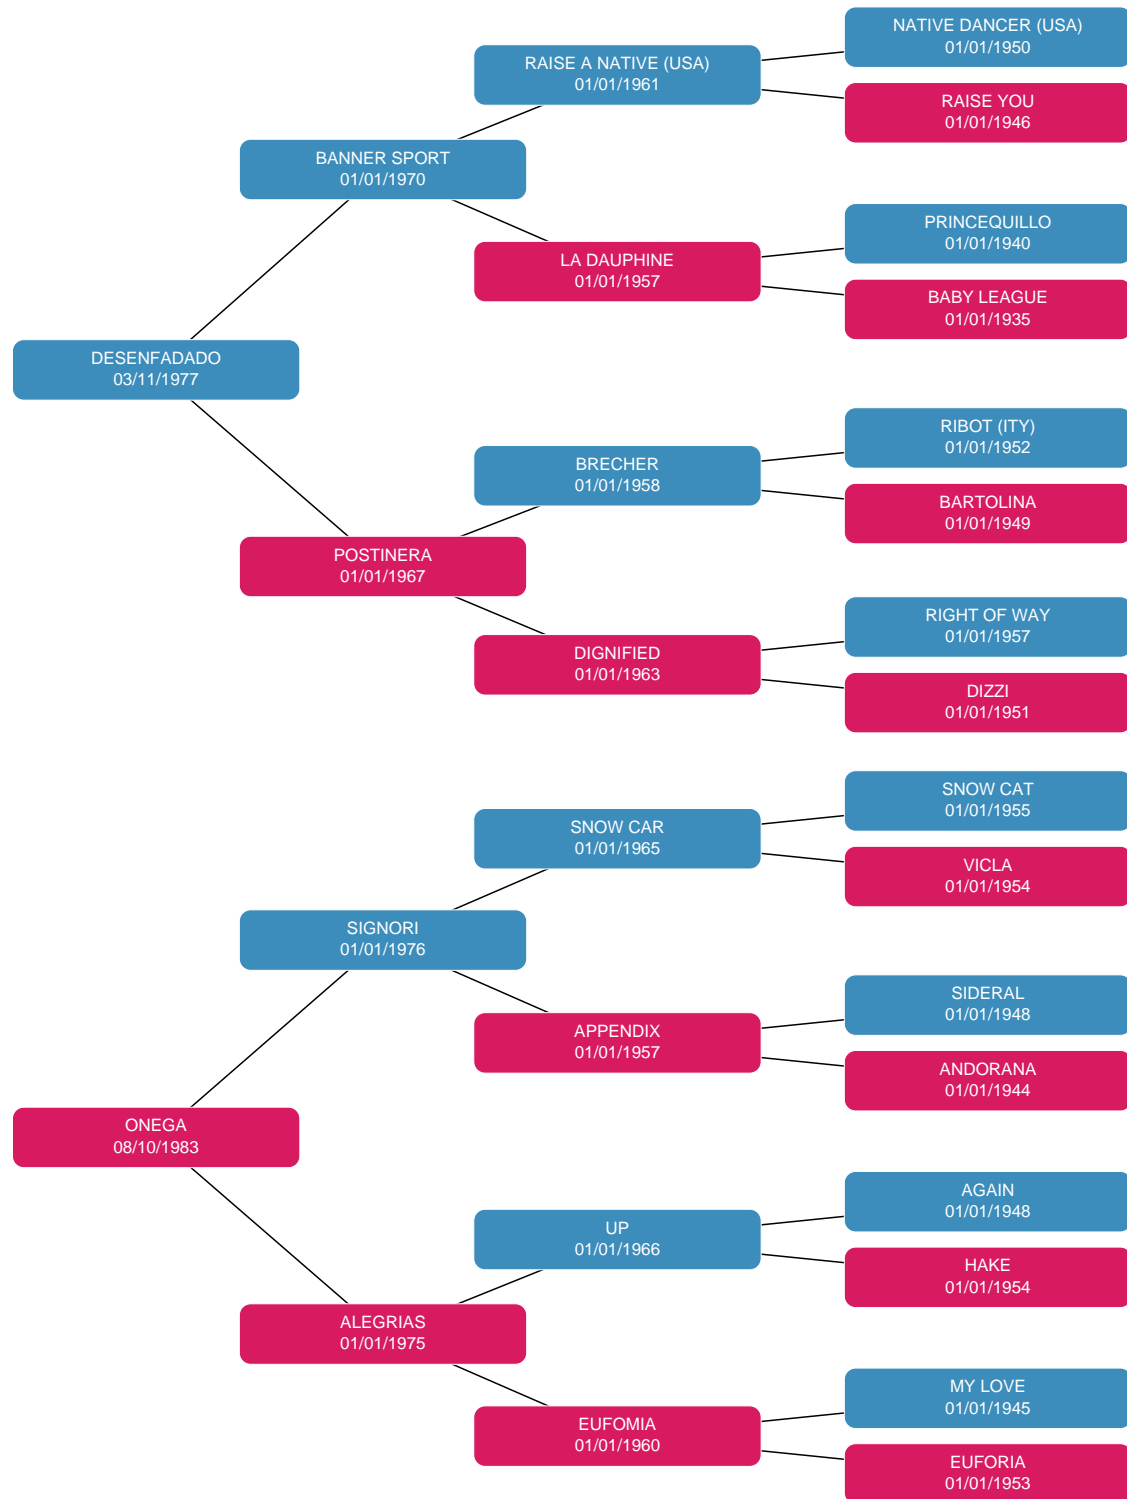 NATIVE DANCER (USA)
01/01/1950
RAISE A NATIVE (USA)
01/01/1961
RAISE YOU
01/01/1946
BANNER SPORT
01/01/1970
PRINCEQUILLO
01/01/1940
LA DAUPHINE
01/01/1957
BABY LEAGUE
01/01/1935
DESENFADADO
03/11/1977
RIBOT (ITY)
01/01/1952
BRECHER
01/01/1958
BARTOLINA
01/01/1949
POSTINERA
01/01/1967
RIGHT OF WAY
01/01/1957
DIGNIFIED
01/01/1963
DIZZI
01/01/1951
SNOW CAT
01/01/1955
SNOW CAR
01/01/1965
VICLA
01/01/1954
SIGNORI
01/01/1976
SIDERAL
01/01/1948
APPENDIX
01/01/1957
ANDORANA
01/01/1944
ONEGA
08/10/1983
AGAIN
01/01/1948
UP
01/01/1966
HAKE
01/01/1954
ALEGRIAS
01/01/1975
MY LOVE
01/01/1945
EUFOMIA
01/01/1960
EUFORIA
01/01/1953